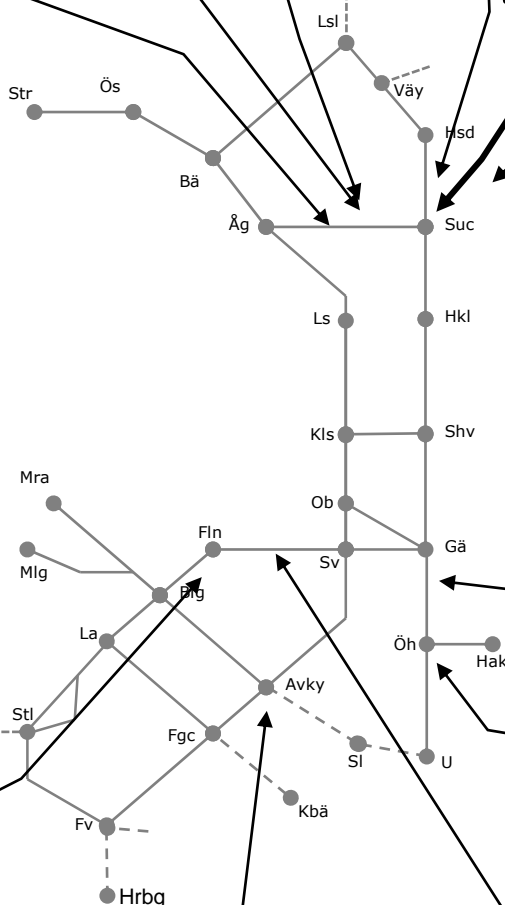 Lsl
Väy
Str
Ös
Hsd
Bä
Åg
Suc
Ls
Hkl
Kls
Shv
Mra
Ob
Fln
Sv
Gä
Mlg
Blg
La
Öh
Hak
Avky
Stl
Fgc
Sl
U
Kbä
Fv
Hrbg